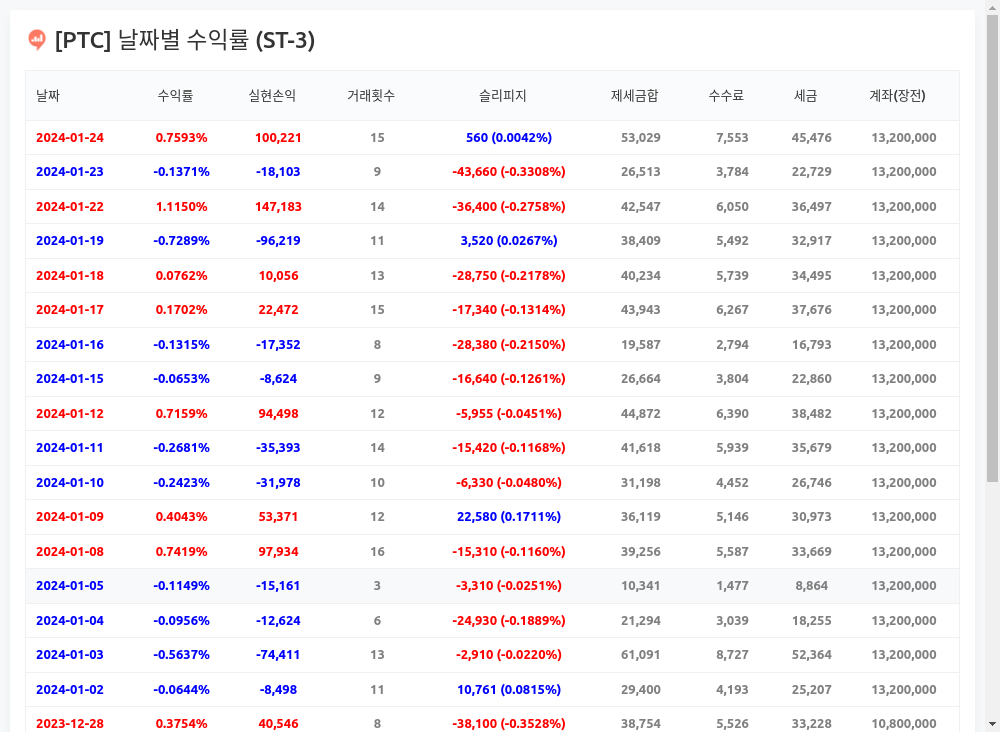 [PTC] 날짜별 수익률 (ST-3)
날짜 수익률 실현손익 거래횟수 슬리피지 제세금합 수수료 세금 계좌(장전)
2024-01-24 0.7593% 100,221 15 560 (0.0042%) 53,029 7,553 45,476 13,200,000
2024-01-23 -0.1371% -18,103 9 -43,660 (-0.3308%) 26,513 3,784 22,729 13,200,000
2024-01-22 1.1150% 147,183 14 -36,400 (-0.2758%) 42,547 6,050 36,497 13,200,000
2024-01-19 -0.7289% -96,219 11 3,520 (0.0267%) 38,409 5,492 32,917 13,200,000
2024-01-18 0.0762% 10,056 13 -28,750 (-0.2178%) 40,234 5,739 34,495 13,200,000
2024-01-17 0.1702% 22,472 15 -17,340 (-0.1314%) 43,943 6,267 37,676 13,200,000
2024-01-16 -0.1315% -17,352 8 -28,380 (-0.2150%) 19,587 2,794 16,793 13,200,000
2024-01-15 -0.0653% -8,624 9 -16,640 (-0.1261%) 26,664 3,804 22,860 13,200,000
2024-01-12 0.7159% 94,498 12 -5,955 (-0.0451%) 44,872 6,390 38,482 13,200,000
2024-01-11 -0.2681% -35,393 14 -15,420 (-0.1168%) 41,618 5,939 35,679 13,200,000
2024-01-10 -0.2423% -31,978 10 -6,330 (-0.0480%) 31,198 4,452 26,746 13,200,000
2024-01-09 0.4043% 53,371 12 22,580 (0.1711%) 36,119 5,146 30,973 13,200,000
2024-01-08 0.7419% 97,934 16 -15,310 (-0.1160%) 39,256 5,587 33,669 13,200,000
2024-01-05 -0.1149% -15,161 3 -3,310 (-0.0251%) 10,341 1,477 8,864 13,200,000
2024-01-04 -0.0956% -12,624 6 -24,930 (-0.1889%) 21,294 3,039 18,255 13,200,000
2024-01-03 -0.5637% -74,411 13 -2,910 (-0.0220%) 61,091 8,727 52,364 13,200,000
2024-01-02 -0.0644% -8,498 11 10,761 (0.0815%) 29,400 4,193 25,207 13,200,000
2023-12-28 0.3754% 40,546 8 -38,100 (-0.3528%) 38,754 5,526 33,228 10,800,000